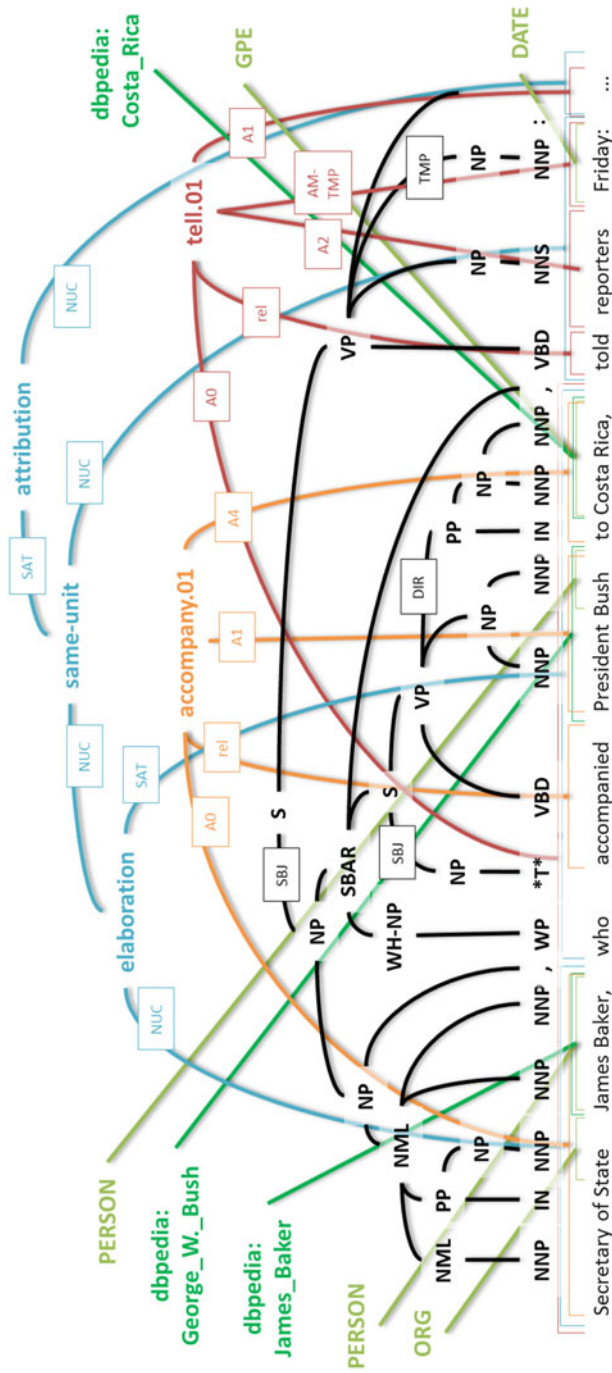 dbpedia:
Costa_Rica
GPE
DATE
attribution
SAT
NUC
same-unit
NUC
NUC
elaboration
SAT
NUC
tell.01
A1
AM-
TMP
A2
rel
A0
accompany.01
A4
A1
rel
A0
PERSON
dbpedia:
George_W._Bush
dbpedia:
James_Baker
PERSON
ORG
S
SBJ
VP
NP
SBAR
TMP
NP
NP
NP
WH-NP
S
SBJ
VP
DIR
NP
NP
PP
NP
NML
NML
PP
NP
NNP IN NNP NNP NNP , WP *T* VBD NNP NNP IN NNP NNP , VBD NNS NNP :
Secretary of State James Baker, who accompanied President Bush to Costa Rica, told reporters Friday: ...